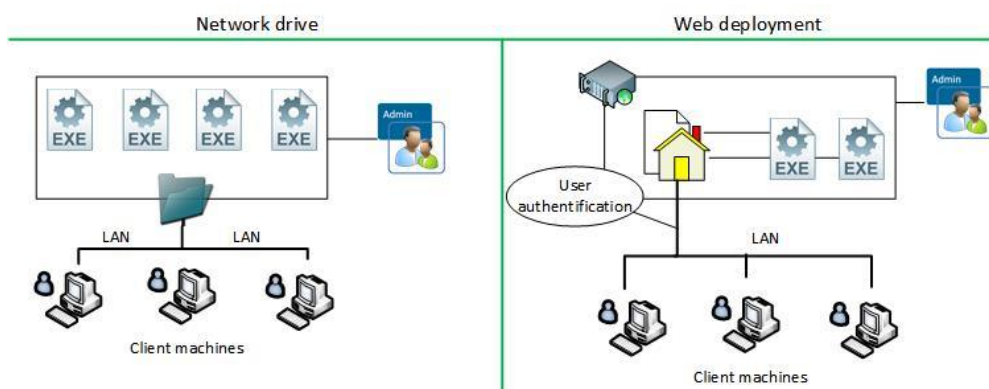 Network drive
Web deployment
EXE
EXE
EXE
EXE
Admin
LAN
LAN
Client machines
Admin
EXE
EXE
User
authentification
LAN
Client machines